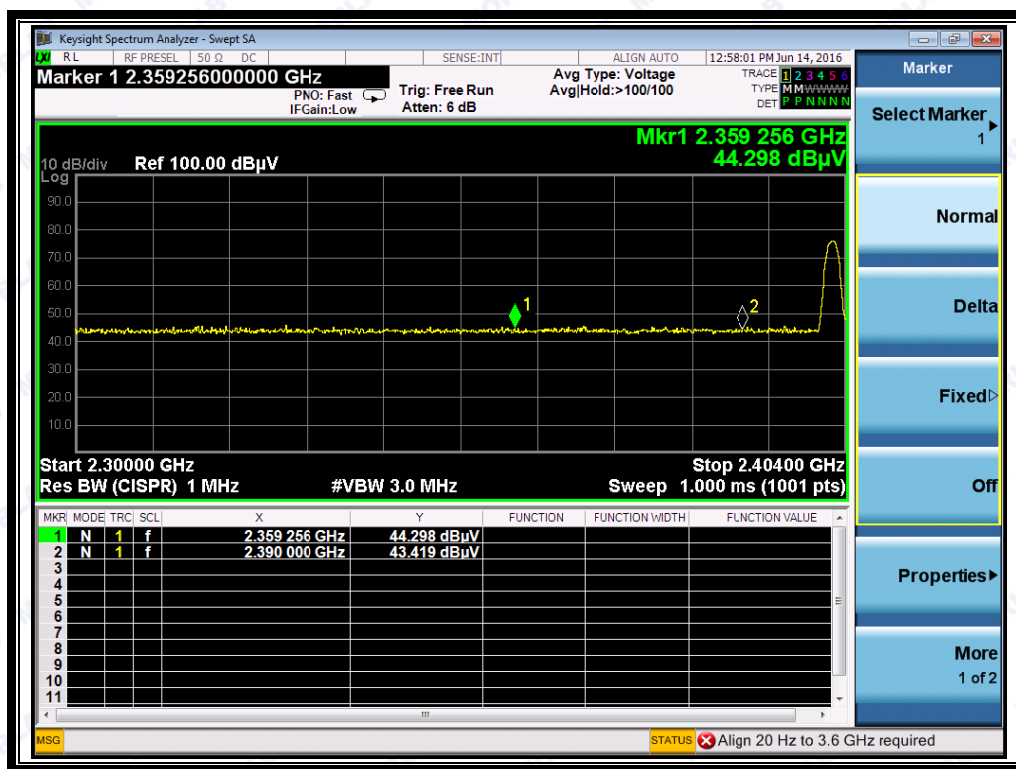 Keysight Spectrum Analyzer - Swept SA
LXI RL RF PRESEL 50 Ω DC SENSE:INT ALIGN AUTO 12:58:01 PM Jun 14, 2016
Marker 1 2.359256000000 GHz
PNO: Fast
IFGain:Low
Trig: Free Run
Atten: 6 dB
Avg Type: Voltage
Avg|Hold:>100/100
TRACE 1 2 3 4 5 6
TYPE M M W W W W
DET P P N N N N
Mkr1 2.359 256 GHz
44.298 dBµV
10 dB/div Ref 100.00 dBµV
Log
90.0
80.0
70.0
60.0
50.0
40.0
30.0
20.0
10.0
1
2
Start 2.30000 GHz Stop 2.40400 GHz
Res BW (CISPR) 1 MHz #VBW 3.0 MHz Sweep 1.000 ms (1001 pts)
MKR MODE TRC SCL X Y FUNCTION FUNCTION WIDTH FUNCTION VALUE
1 N 1 f 2.359 256 GHz 44.298 dBµV
2 N 1 f 2.390 000 GHz 43.419 dBµV
3
4
5
6
7
8
9
10
11
MSG STATUS Align 20 Hz to 3.6 GHz required
Marker
Select Marker
1
Normal
Delta
Fixed
Off
Properties
More
1 of 2